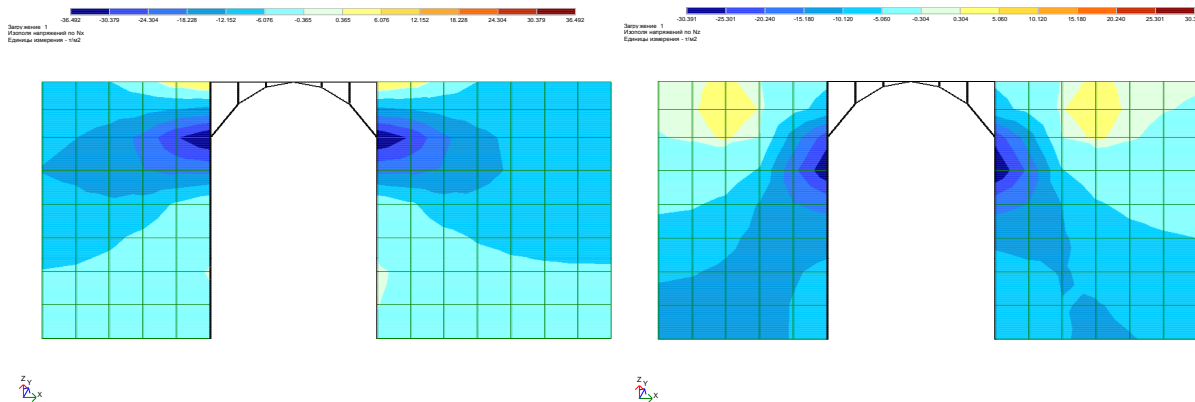 -36.492 -30.379 -24.304 -18.228 -12.152 -6.076 -0.365 0.365 6.076 12.152 18.228 24.304 30.379 36.492
Загружение 1
Изополя напряжений по Nx
Единицы измерения - т/м2
Z Y
X
-30.391 -25.301 -20.240 -15.180 -10.120 -5.060 -0.304 0.304 5.060 10.120 15.180 20.240 25.301
Загружение 1
Изополя напряжений по Nz
Единицы измерения - т/м2
Z Y
X